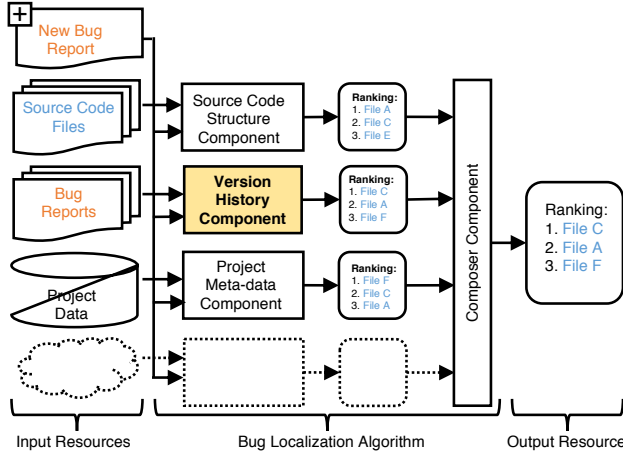 New Bug
Report
Source Code
Files
Source Code
Structure
Component
Ranking:
1. File A
2. File C
3. File E
Bug
Reports
Version
History
Component
Ranking:
1. File C
2. File A
3. File F
Project
Data
Project
Meta-data
Component
Ranking:
1. File F
2. File C
3. File A
Composer Component
Ranking:
1. File C
2. File A
3. File F
Input Resources
Bug Localization Algorithm
Output Resource